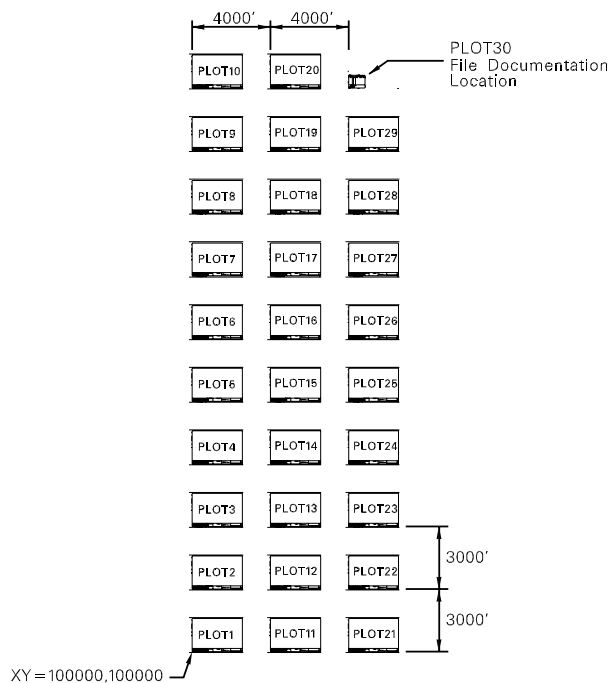 4000' 4000'
PLOT30
File Documentation
Location
PLOT10 PLOT20
PLOT9 PLOT19 PLOT29
PLOT8 PLOT18 PLOT28
PLOT7 PLOT17 PLOT27
PLOT6 PLOT16 PLOT26
PLOT5 PLOT15 PLOT25
PLOT4 PLOT14 PLOT24
PLOT3 PLOT13 PLOT23
3000'
PLOT2 PLOT12 PLOT22
3000'
PLOT1 PLOT11 PLOT21
XY=100000,100000